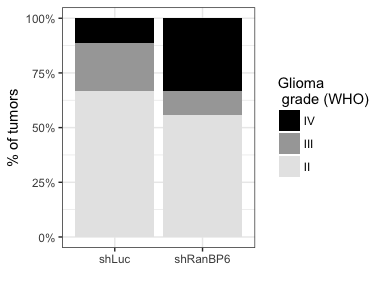 % of tumors
100%
75%
50%
25%
0%
shLuc
shRanBP6
Glioma
grade (WHO)
IV
III
II